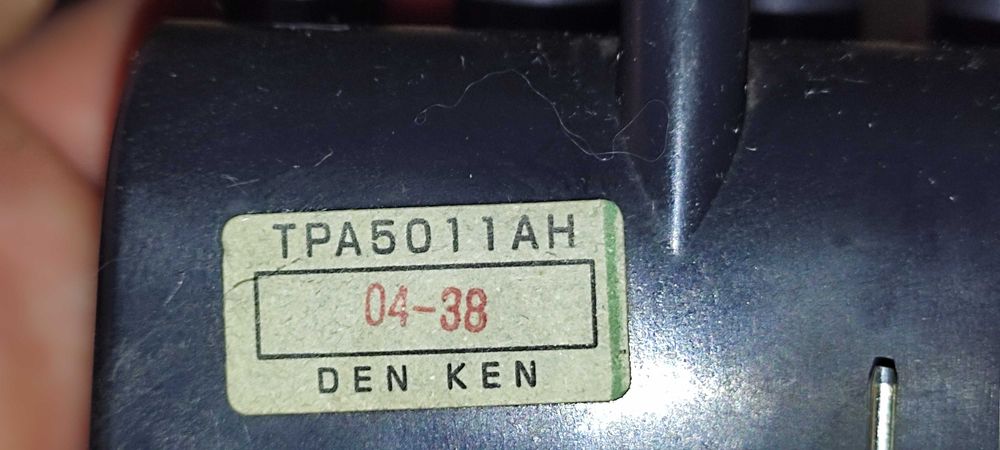 TPA5011AH
04-38
DEN KEN